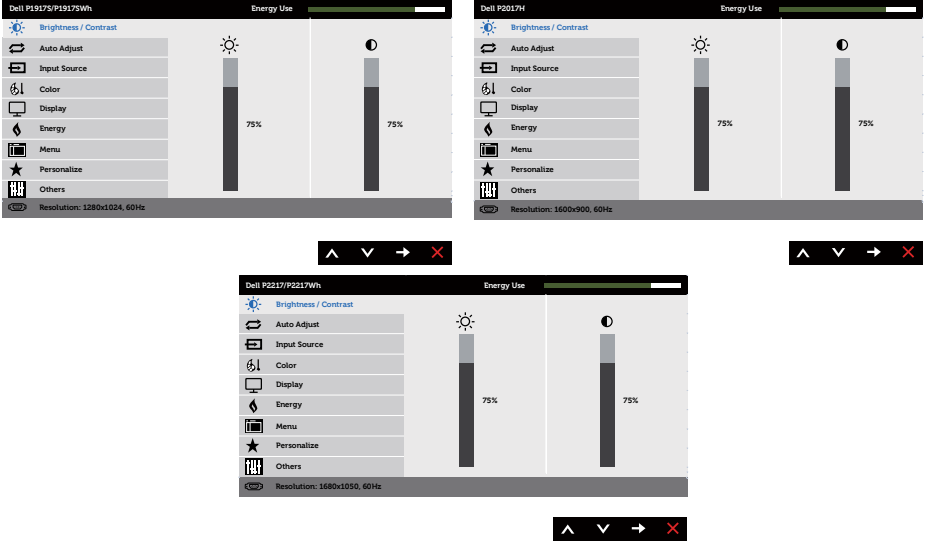 Dell P1917S/P1917SWh Energy Use
Brightness / Contrast
Auto Adjust
Input Source
Color
Display
Energy
Menu
Personalize
Others
75% 75%
Resolution: 1280x1024, 60Hz
Dell P2017H Energy Use
Brightness / Contrast
Auto Adjust
Input Source
Color
Display
Energy
Menu
Personalize
Others
75% 75%
Resolution: 1600x900, 60Hz
Dell P2217/P2217Wh Energy Use
Brightness / Contrast
Auto Adjust
Input Source
Color
Display
Energy
Menu
Personalize
Others
75% 75%
Resolution: 1680x1050, 60Hz